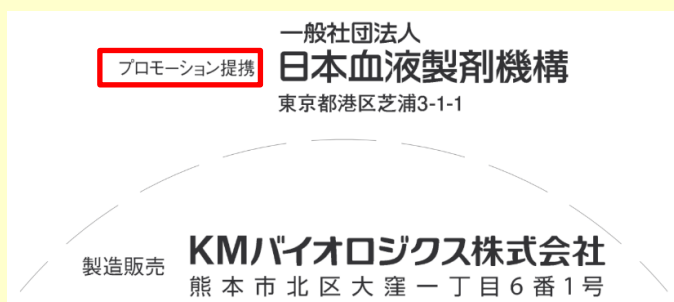 一般社団法人
プロモーション提携 日本血液製剤機構
東京都港区芝浦3-1-1
製造販売 KMバイオロジクス株式会社
熊本市北区大窪一丁目6番1号